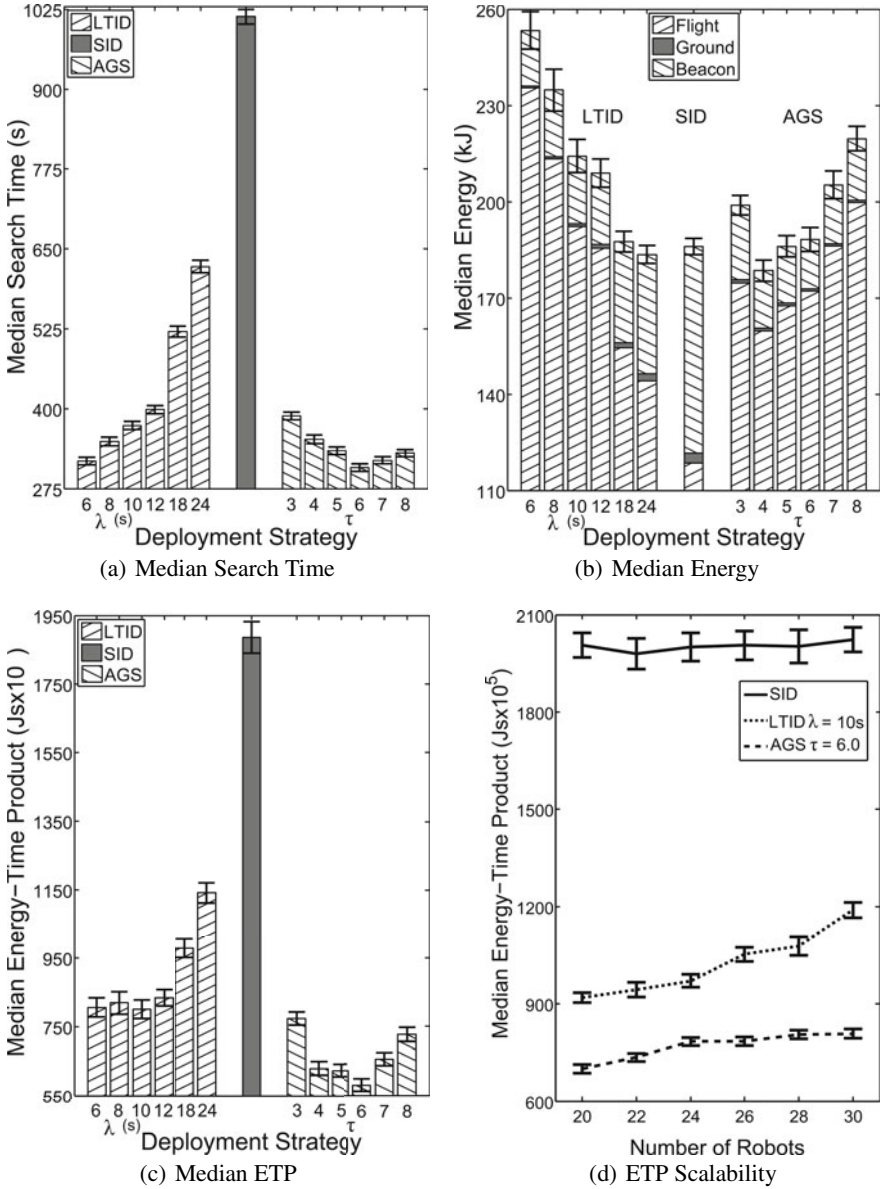 1025
900
775
650
525
400
275
Median Search Time (s)
LTID
SID
AGS
6 8 10 12 18 24
3 4 5 6 7 8
λ (s)
τ
Deployment Strategy
(a) Median Search Time
260
230
200
170
140
110
Median Energy (kJ)
Flight
Ground
Beacon
LTID SID AGS
6 8 10 12 18 24
3 4 5 6 7 8
λ (s)
τ
Deployment Strategy
(b) Median Energy
1950
1750
1550
1350
1150
950
750
550
Median Energy−Time Product (Jsx10 )
LTID
SID
AGS
6 8 10 12 18 24
3 4 5 6 7 8
λ (s)
τ
Deployment Strategy
(c) Median ETP
2100
1800
1500
1200
900
600
Median Energy−Time Product (Jsx10⁵)
SID
LTID λ = 10s
AGS τ = 6.0
20 22 24 26 28 30
Number of Robots
(d) ETP Scalability